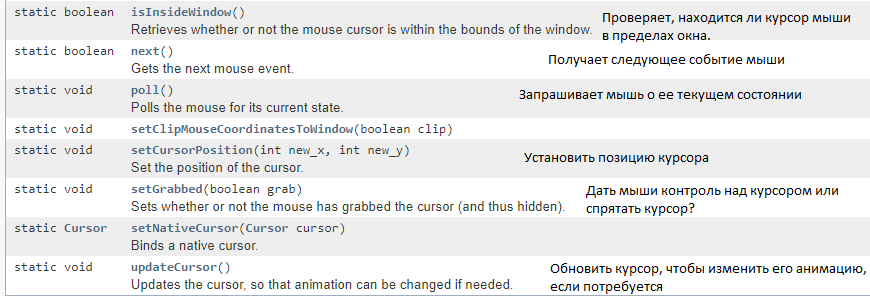 static boolean isInsideWindow()
Retrieves whether or not the mouse cursor is within the bounds of the window.
Проверяет, находится ли курсор мыши
в пределах окна.
static boolean next()
Gets the next mouse event.
Получает следующее событие мыши
static void poll()
Polls the mouse for its current state.
Запрашивает мышь о ее текущем состоянии
static void setClipMouseCoordinatesToWindow(boolean clip)
static void setCursorPosition(int new_x, int new_y)
Set the position of the cursor.
Установить позицию курсора
static void setGrabbed(boolean grab)
Sets whether or not the mouse has grabbed the cursor (and thus hidden).
Дать мыши контроль над курсором или
спрятать курсор?
static Cursor setNativeCursor(Cursor cursor)
Binds a native cursor.
static void updateCursor()
Updates the cursor, so that animation can be changed if needed.
Обновить курсор, чтобы изменить его анимацию,
если потребуется